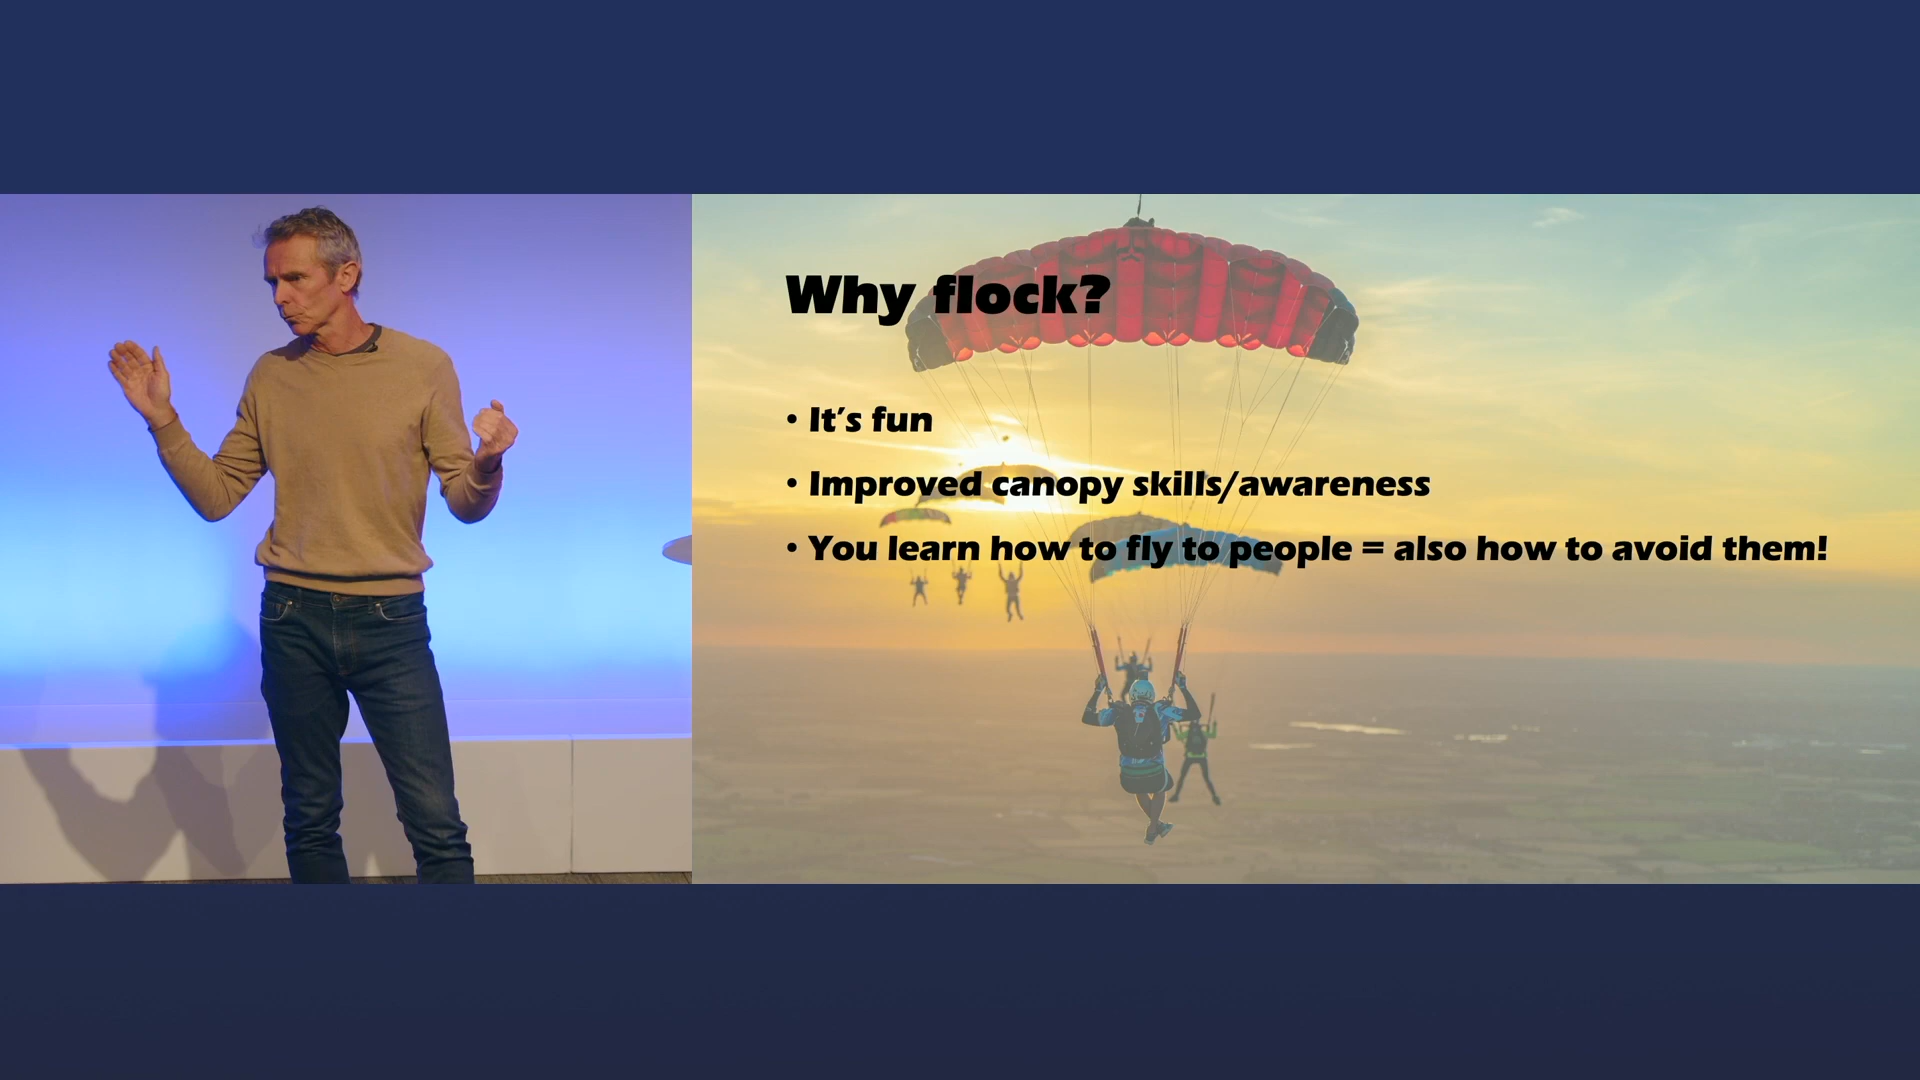 Why flock?
• It's fun
• Improved canopy skills/awareness
• You learn how to fly to people = also how to avoid them!